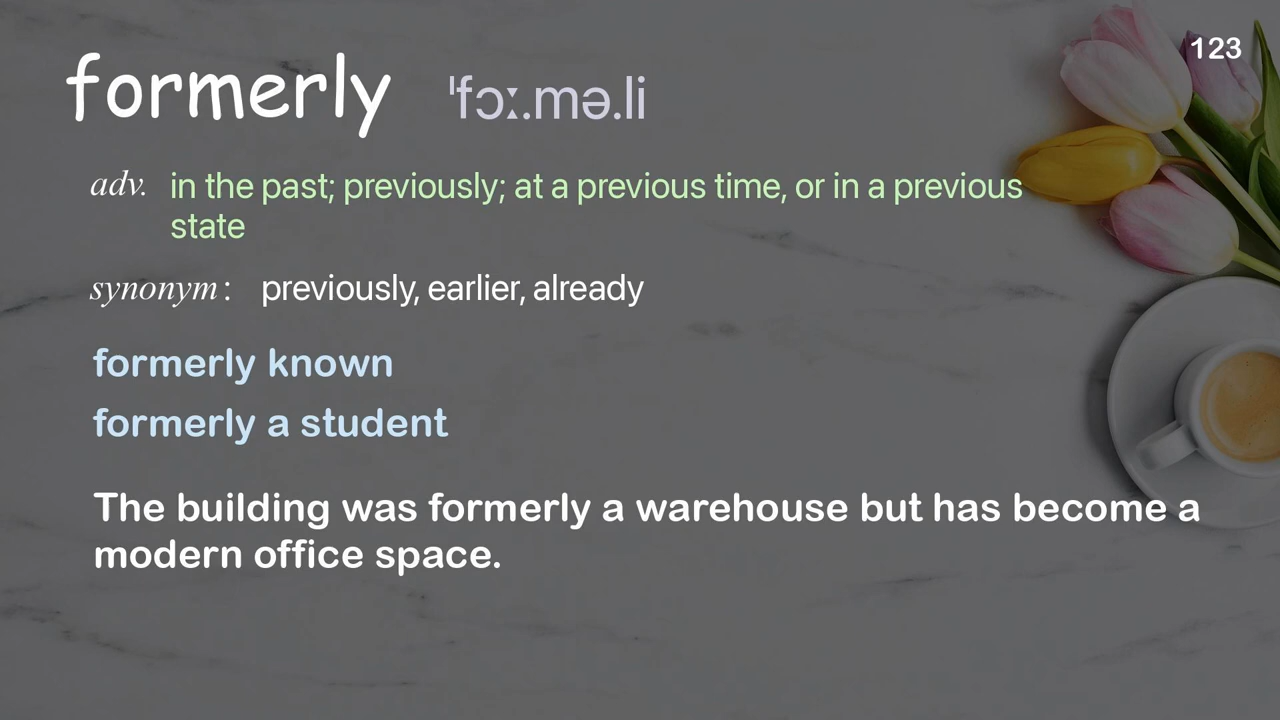 123
formerly ˈfɔː.mə.li
adv. in the past; previously; at a previous time, or in a previous
state
synonym : previously, earlier, already
formerly known
formerly a student
The building was formerly a warehouse but has become a
modern office space.